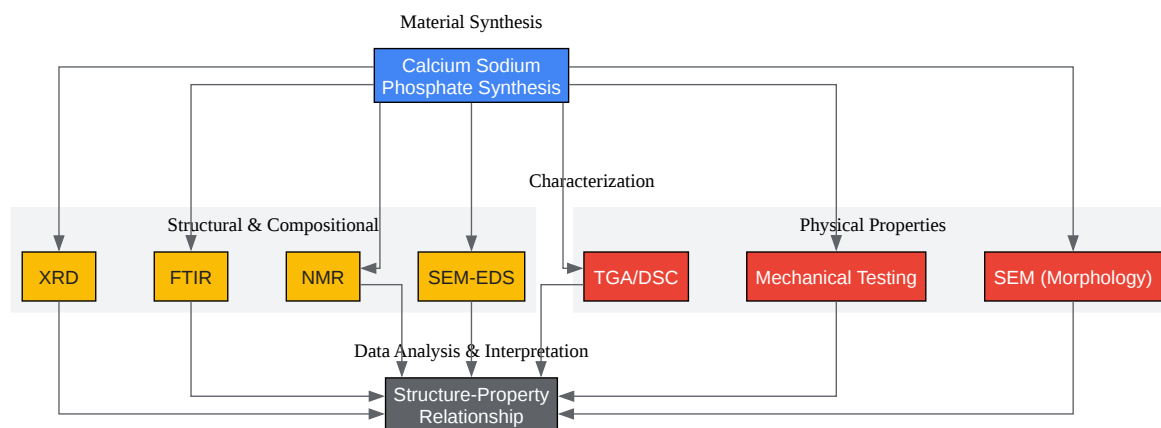 Material Synthesis
Calcium Sodium
Phosphate Synthesis
Characterization
Structural & Compositional
Physical Properties
XRD
FTIR
NMR
SEM-EDS
TGA/DSC
Mechanical Testing
SEM (Morphology)
Data Analysis & Interpretation
Structure-Property
Relationship